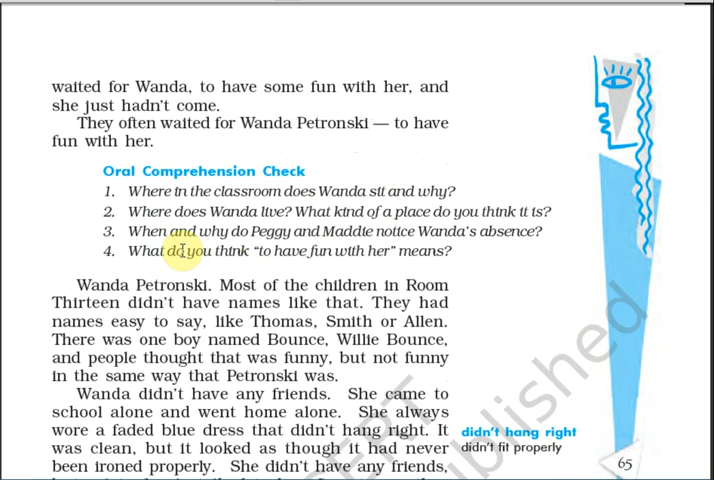 waited for Wanda, to have some fun with her, and
she just hadn't come.
They often waited for Wanda Petronski — to have
fun with her.
Oral Comprehension Check
1. Where in the classroom does Wanda sit and why?
2. Where does Wanda live? What kind of a place do you think it is?
3. When and why do Peggy and Maddie notice Wanda's absence?
4. What do you think “to have fun with her” means?
Wanda Petronski. Most of the children in Room
Thirteen didn't have names like that. They had
names easy to say, like Thomas, Smith or Allen.
There was one boy named Bounce, Willie Bounce,
and people thought that was funny, but not funny
in the same way that Petronski was.
Wanda didn't have any friends. She came to
school alone and went home alone. She always
wore a faded blue dress that didn't hang right. It
was clean, but it looked as though it had never
been ironed properly. She didn't have any friends,
didn't hang right
didn't fit properly
65